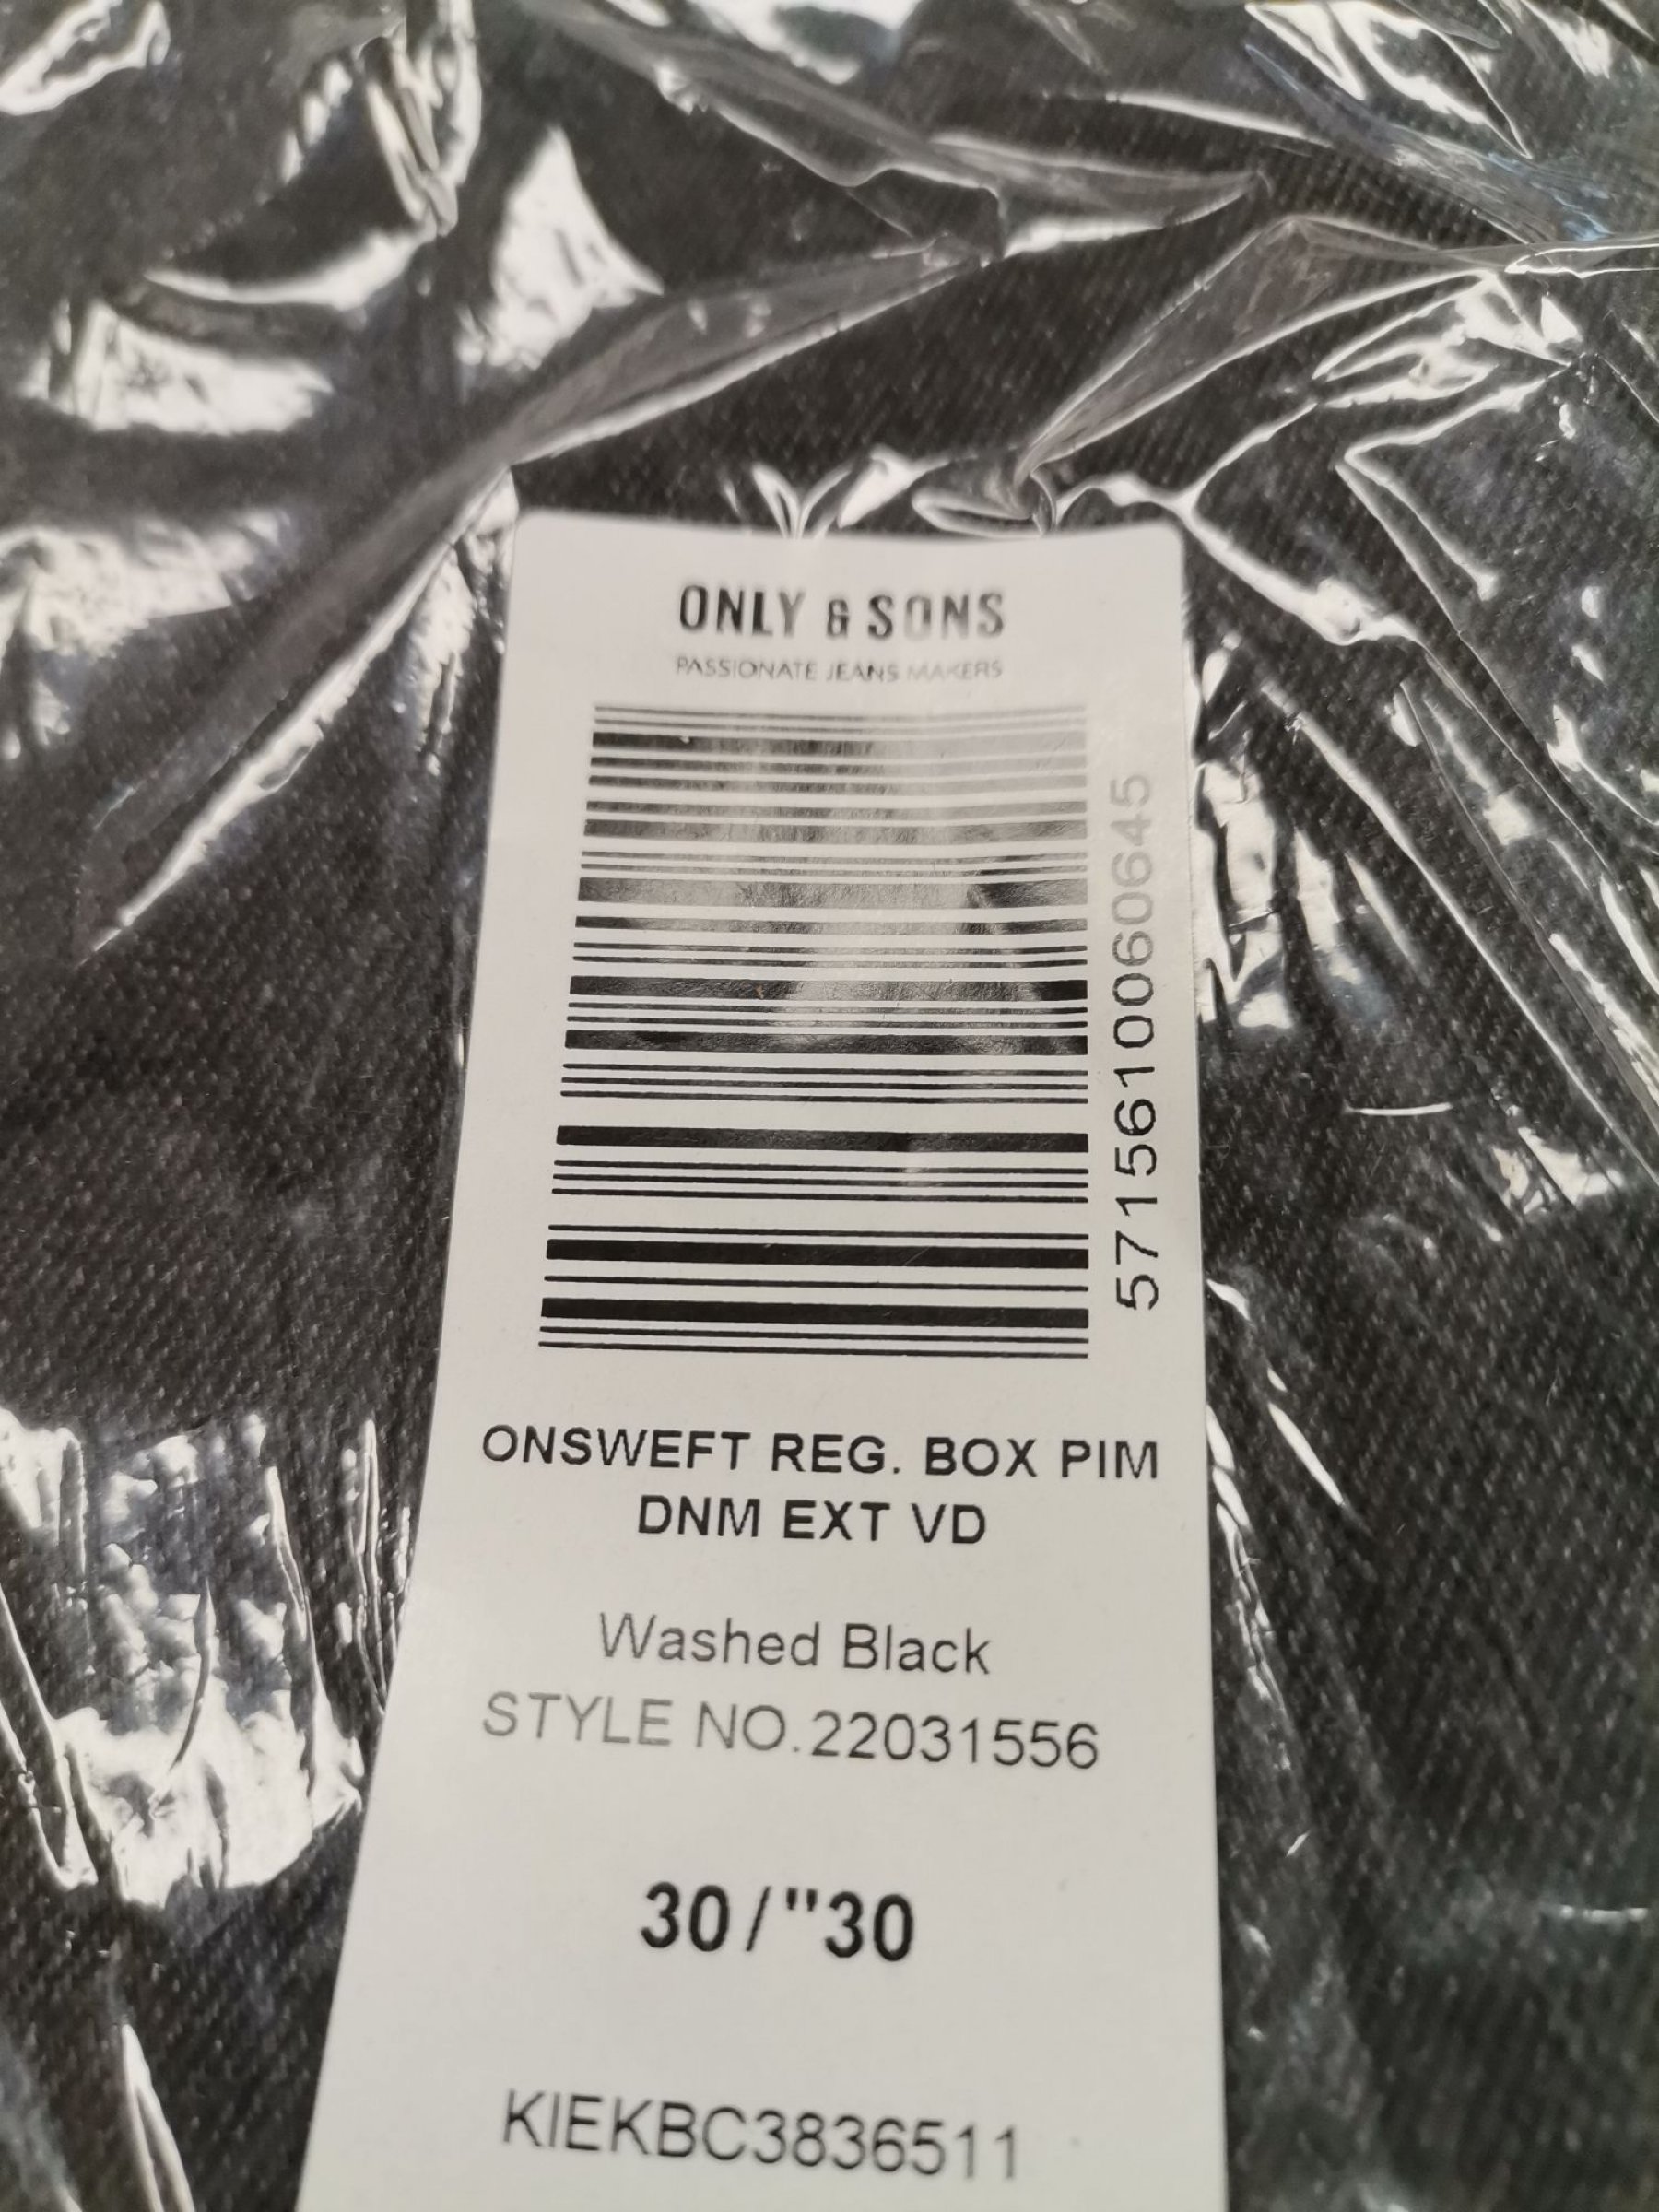 ONLY & SONS
PASSIONATE JEANS MAKERS
5715610060645
ONSWEFT REG. BOX PIM
DNM EXT VD
Washed Black
STYLE NO.22031556
30/"30
KIEKBC3836511